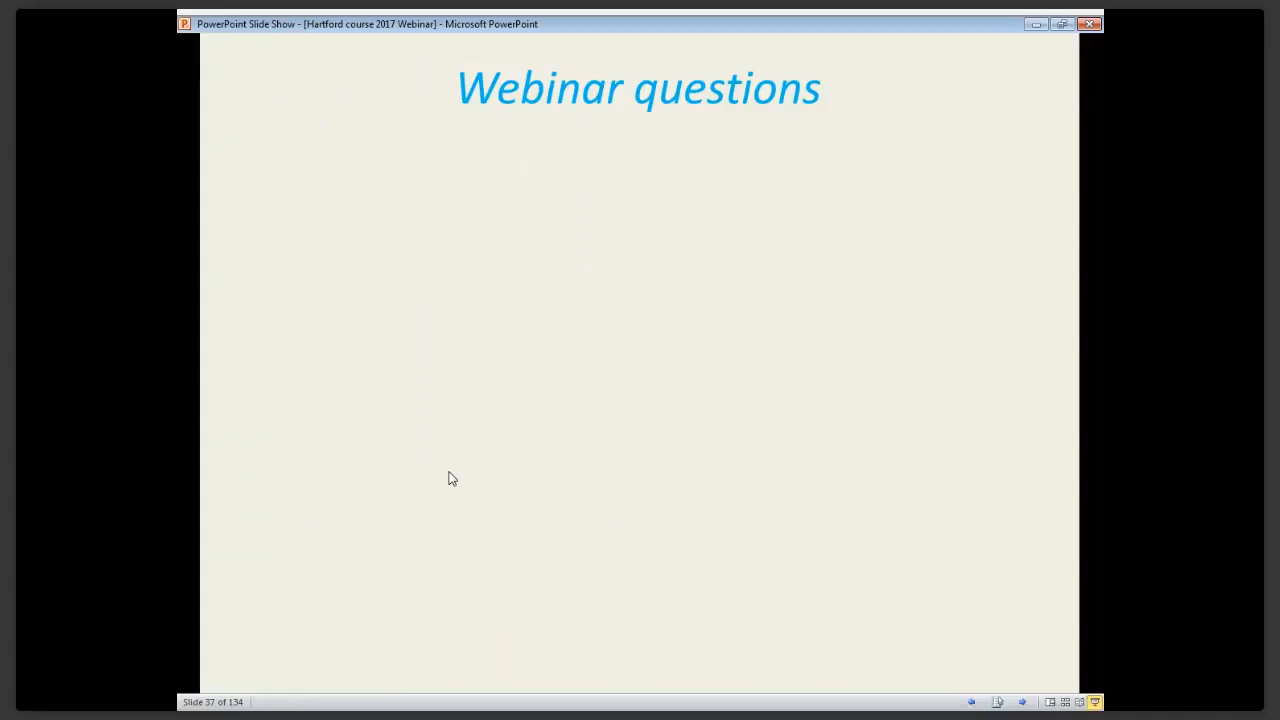 PowerPoint Slide Show - [Hartford course 2017 Webinar] - Microsoft PowerPoint
Webinar questions
Slide 37 of 134